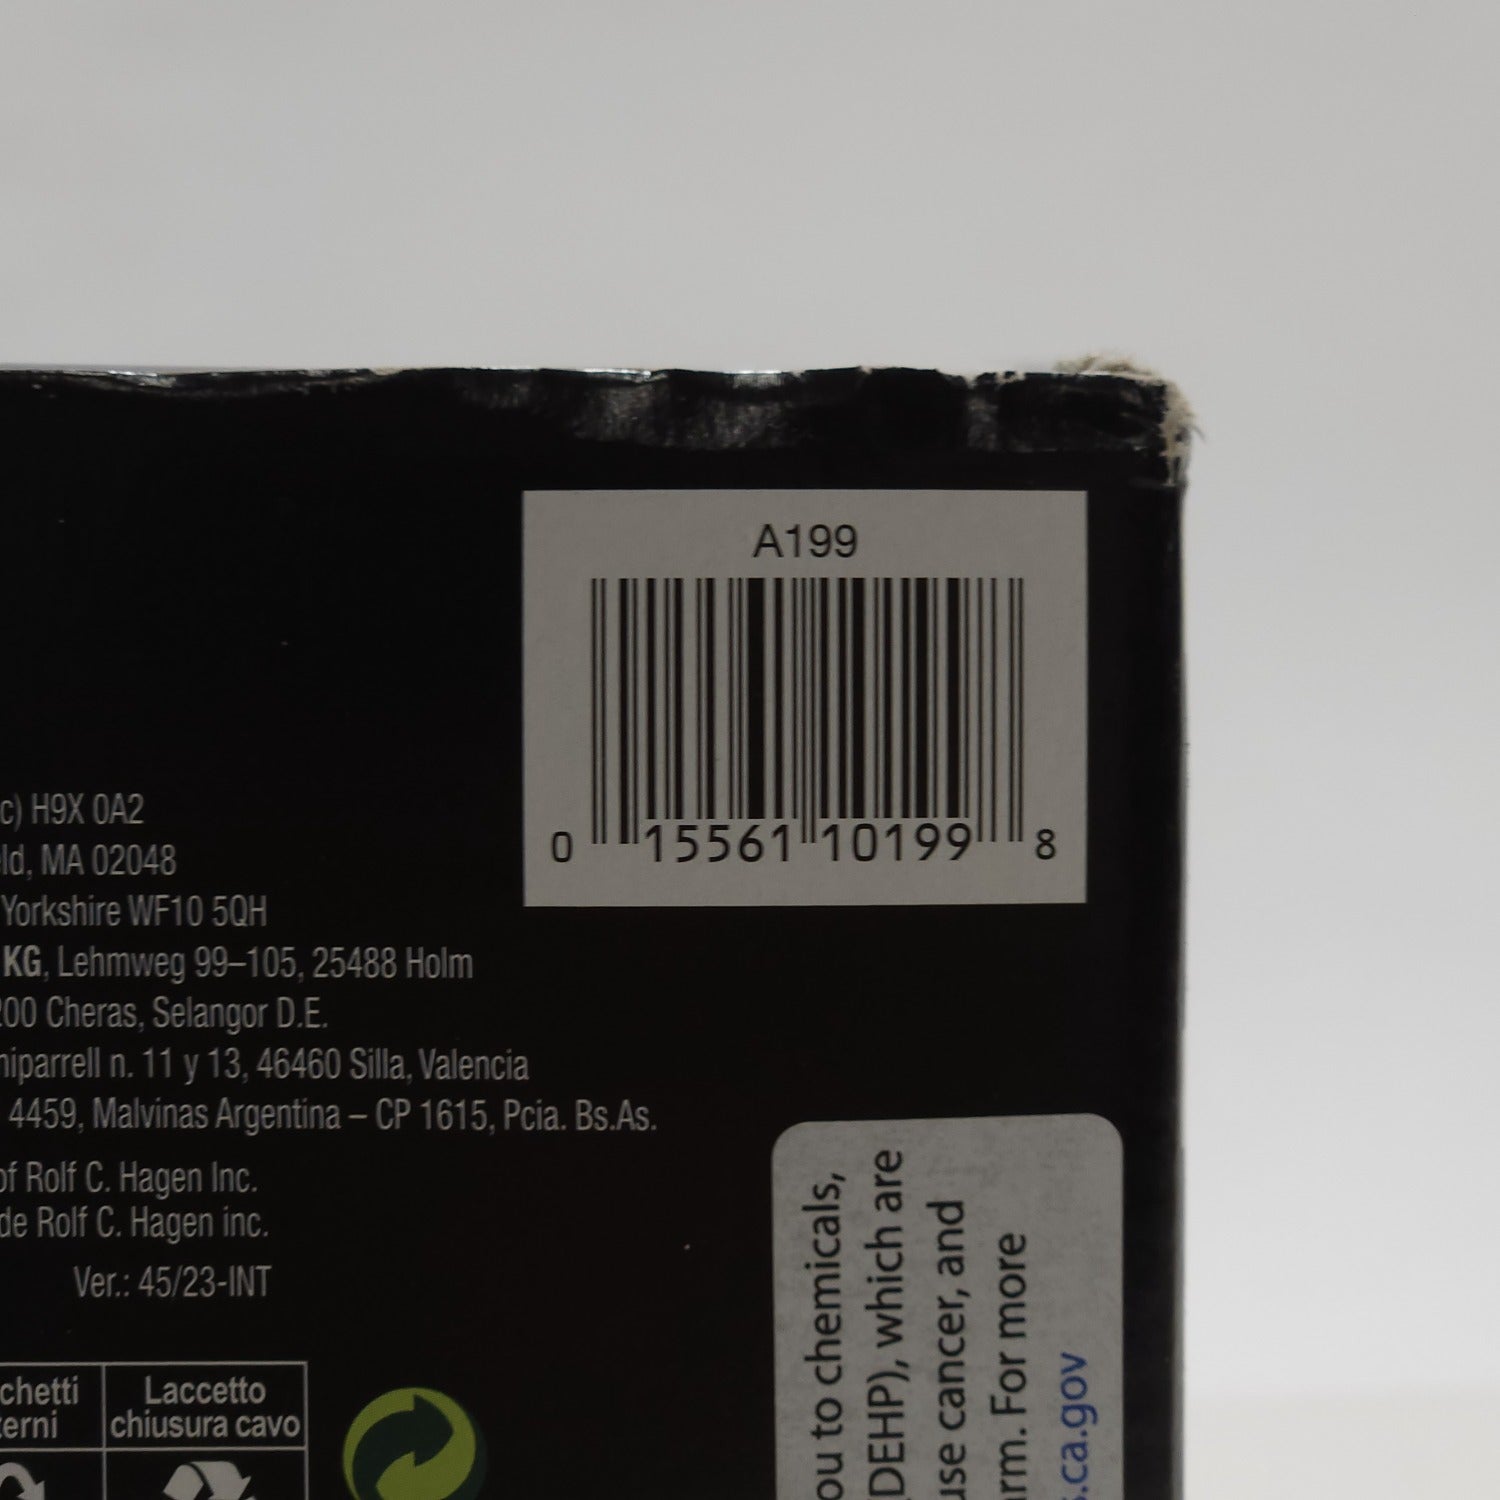 A199
0 15561 10199 8
c) H9X 0A2
ld, MA 02048
Yorkshire WF10 5QH
KG, Lehmweg 99–105, 25488 Holm
200 Cheras, Selangor D.E.
niparrell n. 11 y 13, 46460 Silla, Valencia
4459, Malvinas Argentina – CP 1615, Pcia. Bs.As.
of Rolf C. Hagen Inc.
de Rolf C. Hagen inc.
Ver.: 45/23-INT
chetti
terni
Laccetto
chiusura cavo
ou to chemicals,
(DEHP), which are
use cancer, and
arm. For more
s.ca.gov